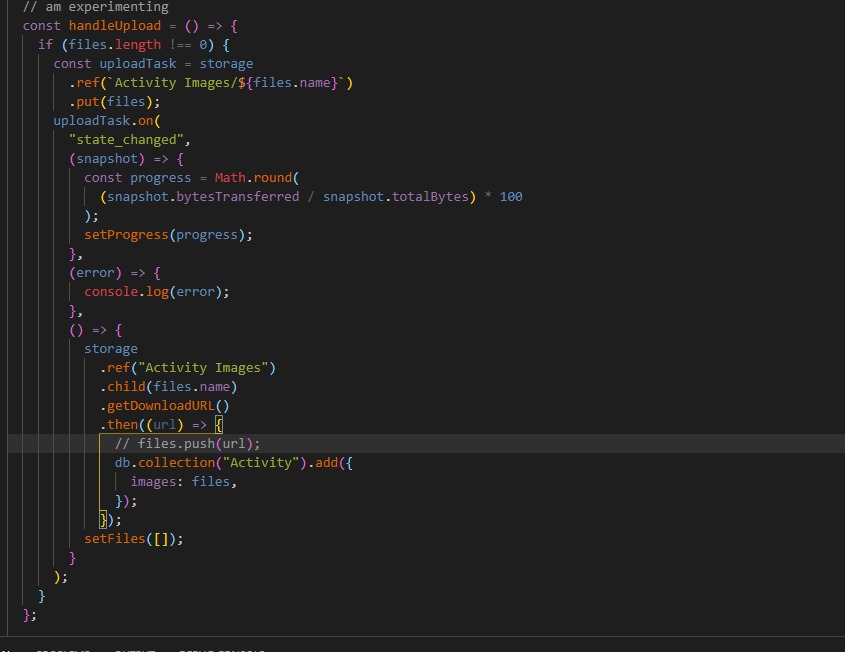 // am experimenting
const handleUpload = () => {
if (files.length !== 0) {
const uploadTask = storage
.ref(`Activity Images/${files.name}`)
.put(files);
uploadTask.on(
"state_changed",
(snapshot) => {
const progress = Math.round(
(snapshot.bytesTransferred / snapshot.totalBytes) * 100
);
setProgress(progress);
},
(error) => {
console.log(error);
},
() => {
storage
.ref("Activity Images")
.child(files.name)
.getDownloadURL()
.then((url) => {
// files.push(url);
db.collection("Activity").add({
images: files,
});
});
setFiles([]);
}
);
}
};